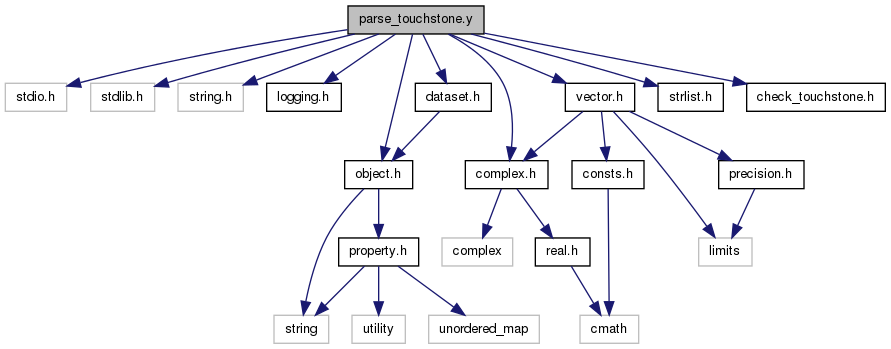 parse_touchstone.y
stdio.h
stdlib.h
string.h
logging.h
dataset.h
vector.h
strlist.h
check_touchstone.h
object.h
complex.h
consts.h
precision.h
property.h
complex
real.h
limits
string
utility
unordered_map
cmath